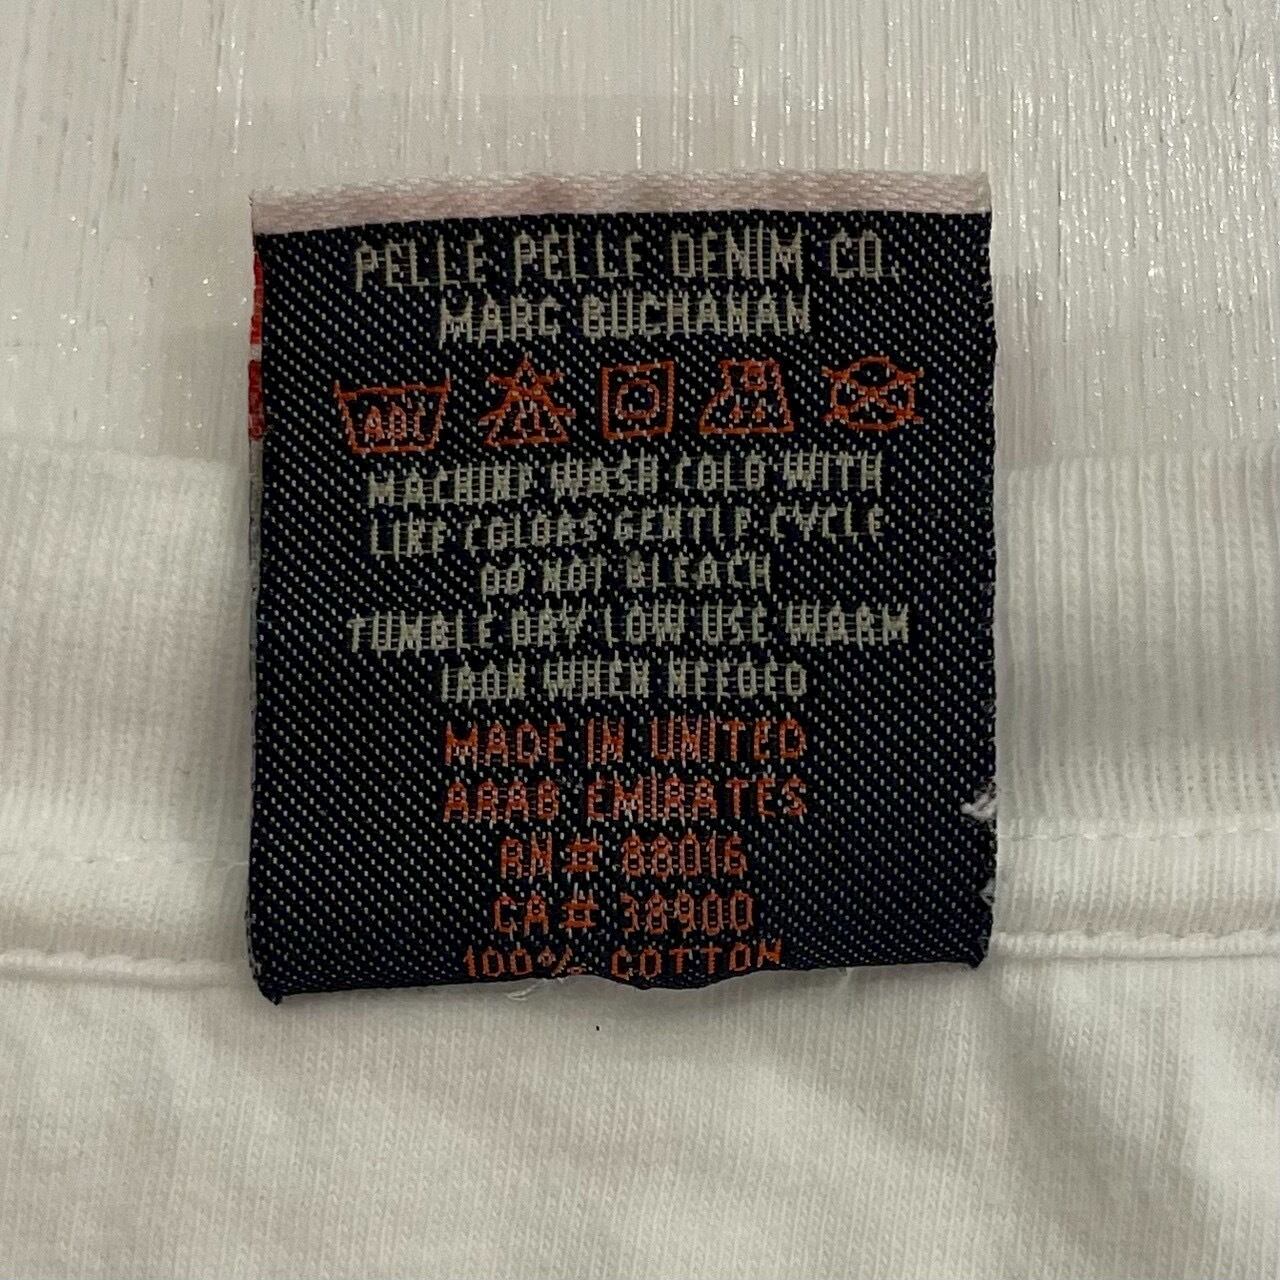 PELLE PELLE DENIM CO.
MARC BUCHANAN
MACHINE WASH COLD WITH
LIKE COLORS GENTLE CYCLE
DO NOT BLEACH
TUMBLE DRY LOW USE WARM
IRON WHEN NEEDED
MADE IN UNITED
ARAB EMIRATES
RN# 88016
CA# 38900
100% COTTON